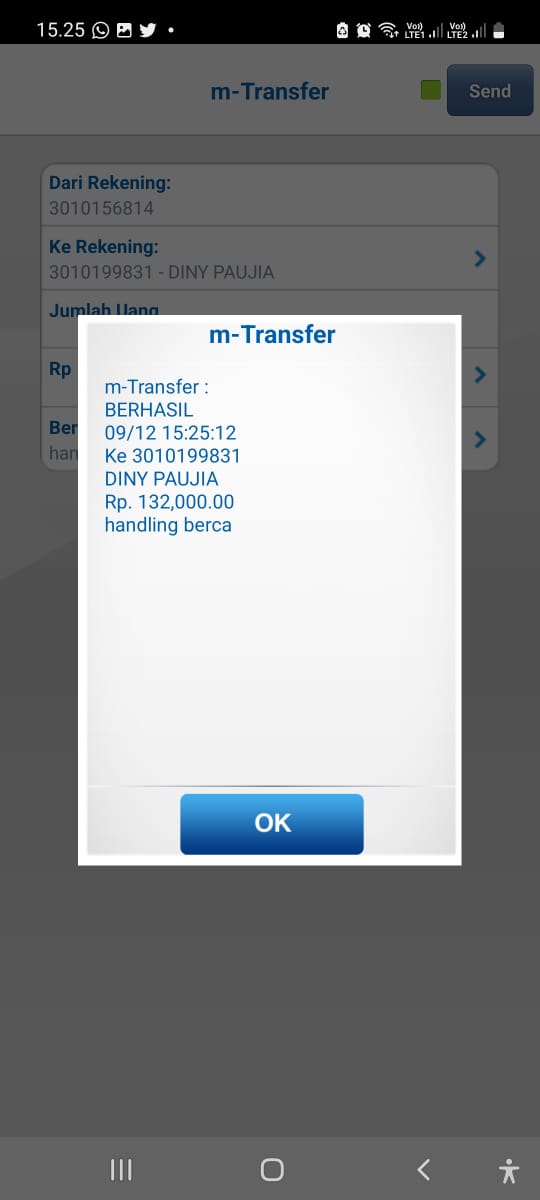 15.25
Vo) LTE1
Vo) LTE2
m-Transfer
Send
Dari Rekening:
3010156814
Ke Rekening:
3010199831 - DINY PAUJIA
Jumlah Uang
Rp
Ber
han
m-Transfer
m-Transfer :
BERHASIL
09/12 15:25:12
Ke 3010199831
DINY PAUJIA
Rp. 132,000.00
handling berca
OK